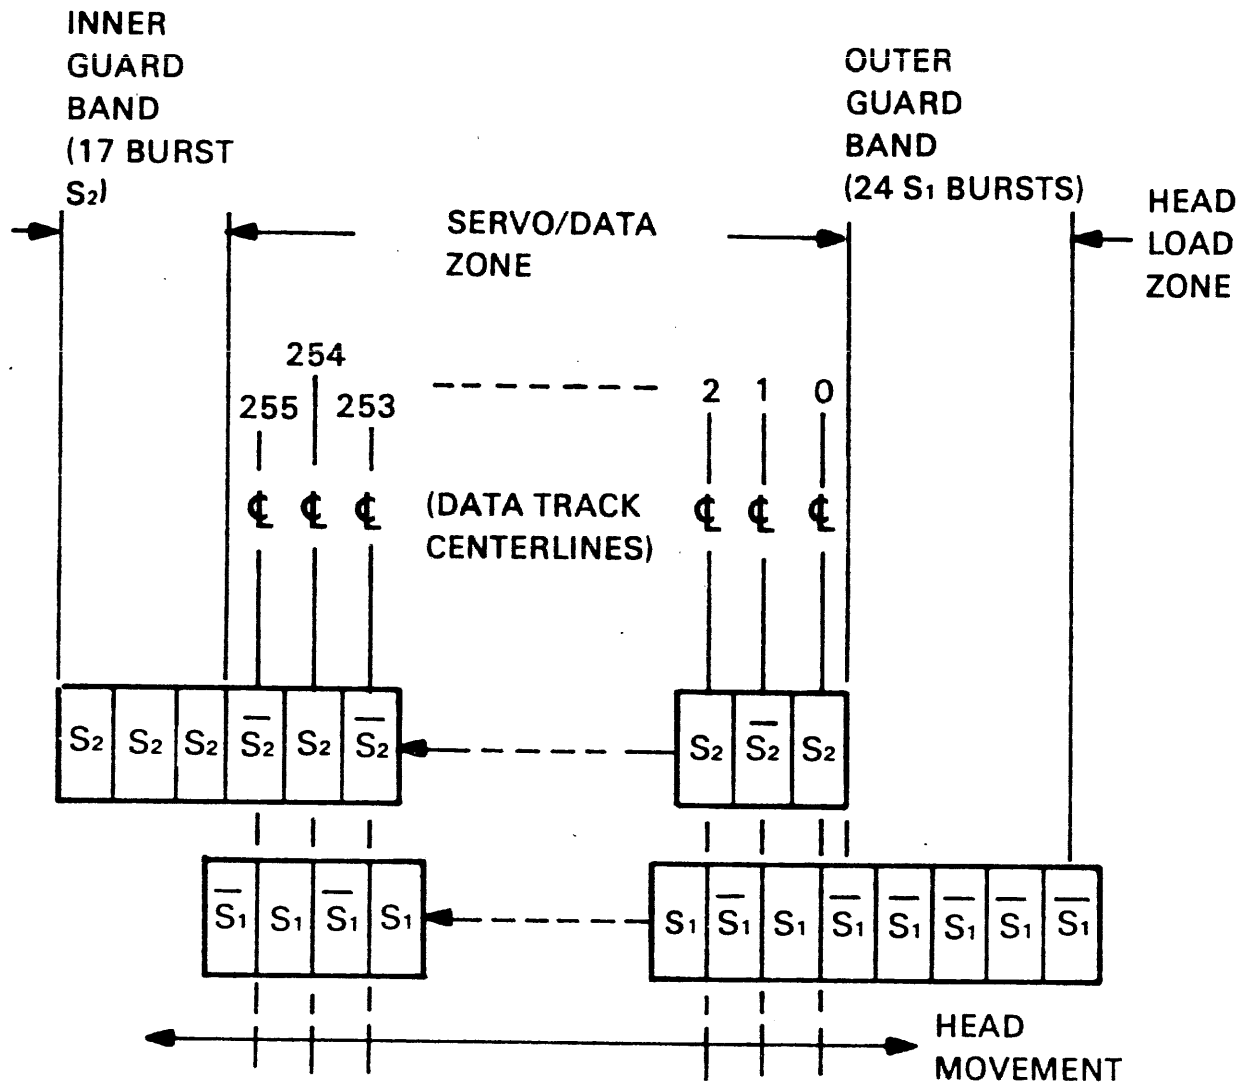 INNER
GUARD
BAND
(17 BURST
S₂)
OUTER
GUARD
BAND
(24 S₁ BURSTS)
HEAD
LOAD
ZONE
SERVO/DATA
ZONE
254
255 253
2 1 0
℄ ℄ ℄ (DATA TRACK ℄ ℄ ℄
CENTERLINES)
S₂ S₂ S₂ S̅₂ S₂ S̅₂ S₂ S̅₂ S₂
S̅₁ S₁ S̅₁ S₁ S₁ S̅₁ S₁ S̅₁ S̅₁ S̅₁ S̅₁ S̅₁
HEAD
MOVEMENT